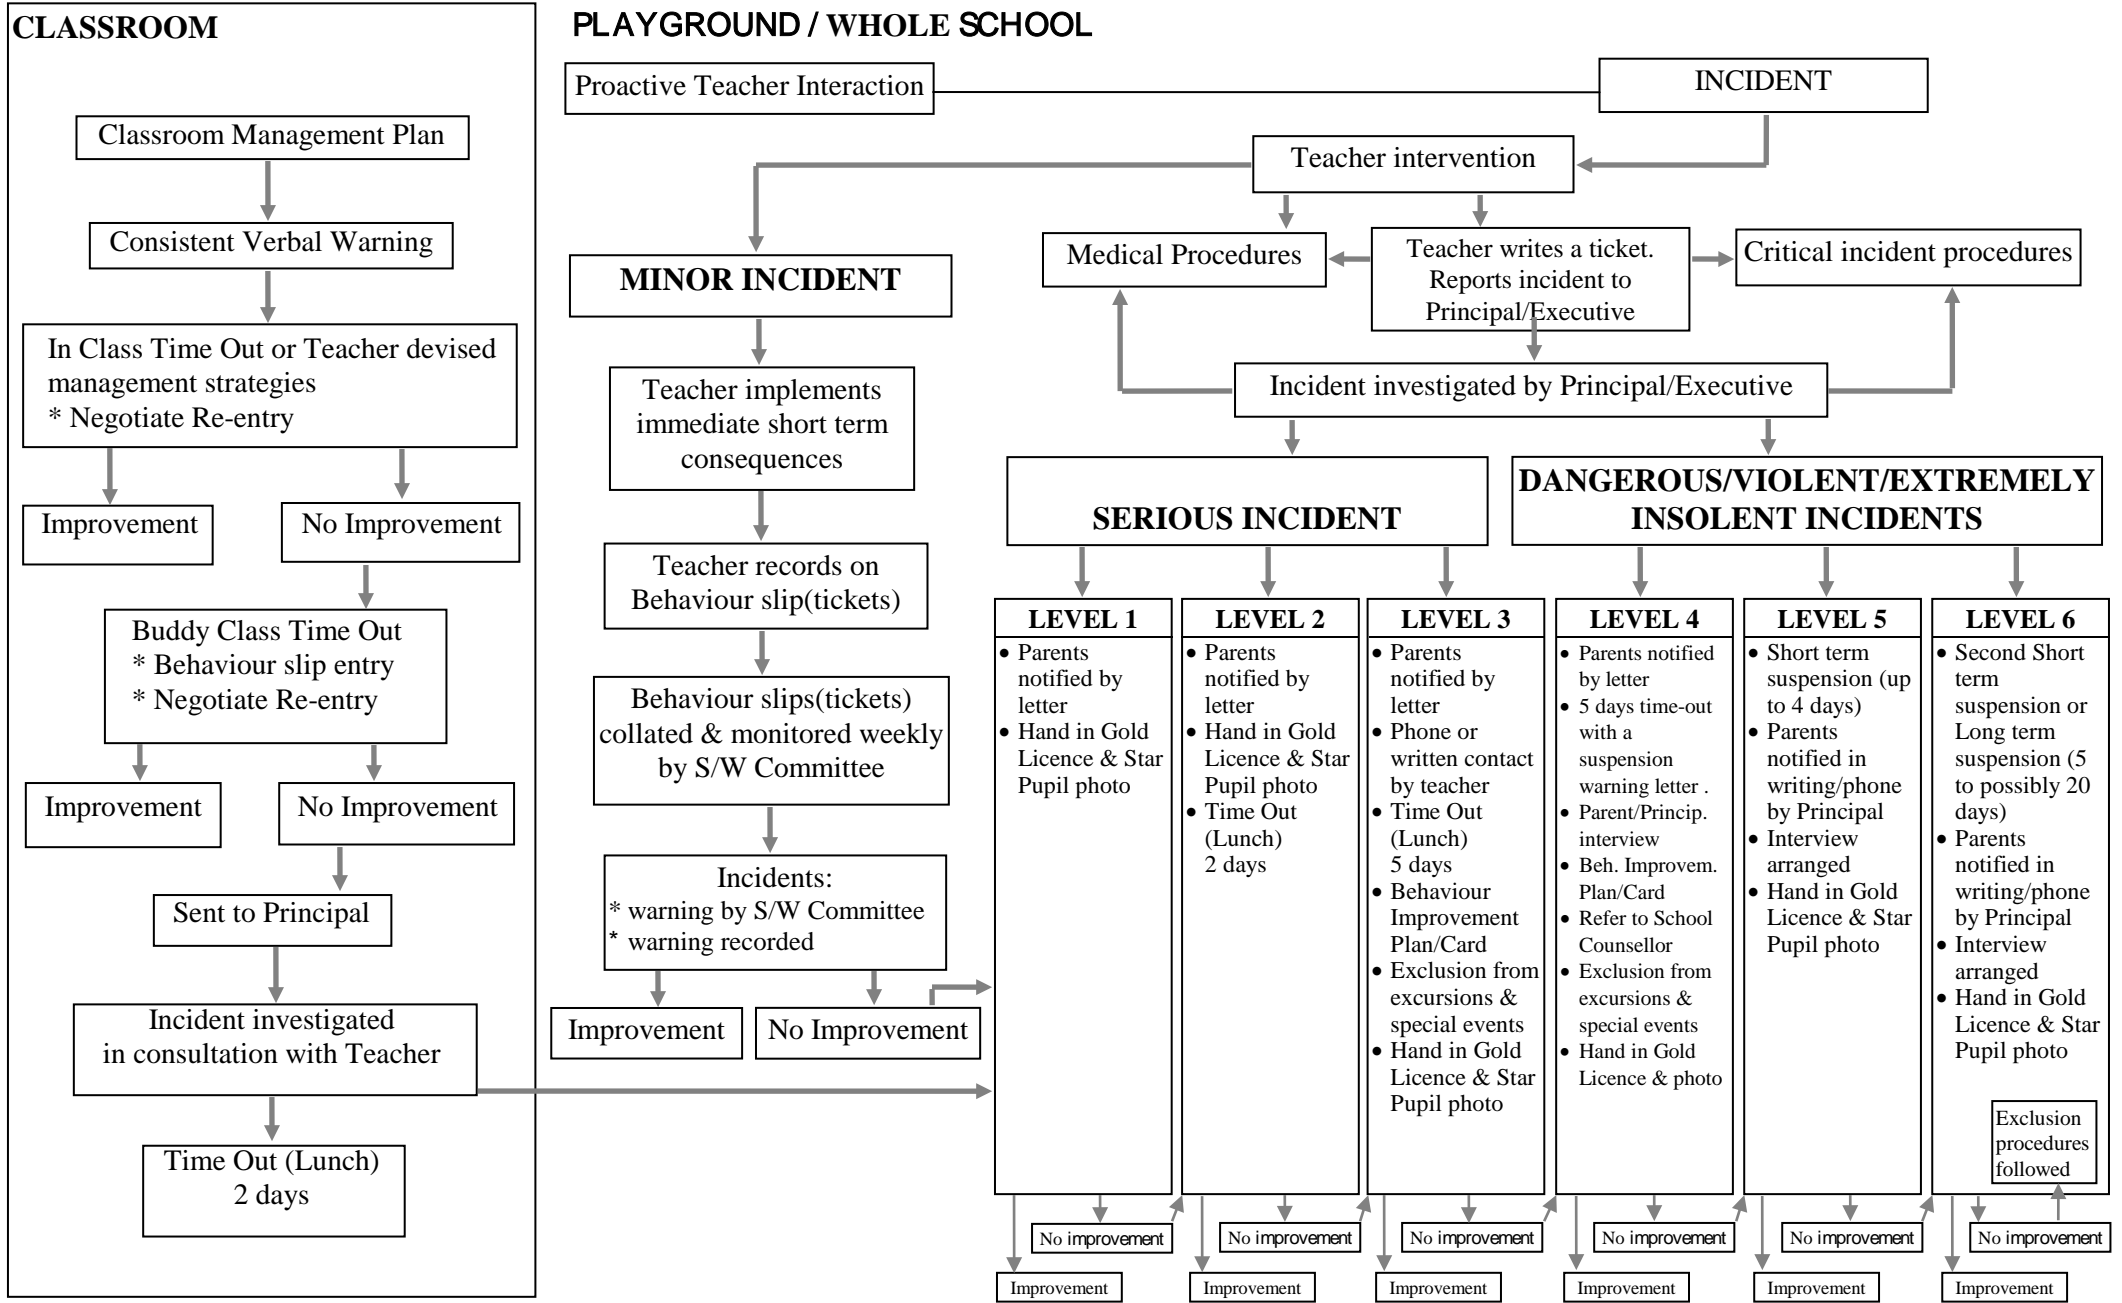 CLASSROOM
Classroom Management Plan
Consistent Verbal Warning
In Class Time Out or Teacher devised
management strategies
* Negotiate Re-entry
Improvement
No Improvement
Buddy Class Time Out
* Behaviour slip entry
* Negotiate Re-entry
Improvement
No Improvement
Sent to Principal
Incident investigated
in consultation with Teacher
Time Out (Lunch)
2 days
PLAYGROUND / WHOLE SCHOOL
Proactive Teacher Interaction
INCIDENT
Teacher intervention
MINOR INCIDENT
Teacher implements
immediate short term
consequences
Teacher records on
Behaviour slip(tickets)
Behaviour slips(tickets)
collated & monitored weekly
by S/W Committee
Incidents:
* warning by S/W Committee
* warning recorded
Improvement
No Improvement
Medical Procedures
Teacher writes a ticket.
Reports incident to
Principal/Executive
Critical incident procedures
Incident investigated by Principal/Executive
SERIOUS INCIDENT
DANGEROUS/VIOLENT/EXTREMELY
INSOLENT INCIDENTS
LEVEL 1
• Parents
notified by
letter
• Hand in Gold
Licence & Star
Pupil photo
No improvement
Improvement
LEVEL 2
• Parents
notified by
letter
• Hand in Gold
Licence & Star
Pupil photo
• Time Out
(Lunch)
2 days
No improvement
Improvement
LEVEL 3
• Parents
notified by
letter
• Phone or
written contact
by teacher
• Time Out
(Lunch)
5 days
• Behaviour
Improvement
Plan/Card
• Exclusion from
excursions &
special events
• Hand in Gold
Licence & Star
Pupil photo
No improvement
Improvement
LEVEL 4
• Parents notified
by letter
• 5 days time-out
with a
suspension
warning letter .
• Parent/Princip.
interview
• Beh. Improvem.
Plan/Card
• Refer to School
Counsellor
• Exclusion from
excursions &
special events
• Hand in Gold
Licence & photo
No improvement
Improvement
LEVEL 5
• Short term
suspension (up
to 4 days)
• Parents
notified in
writing/phone
by Principal
• Interview
arranged
• Hand in Gold
Licence & Star
Pupil photo
No improvement
Improvement
LEVEL 6
• Second Short
term
suspension or
Long term
suspension (5
to possibly 20
days)
• Parents
notified in
writing/phone
by Principal
• Interview
arranged
• Hand in Gold
Licence & Star
Pupil photo
Exclusion
procedures
followed
No improvement
Improvement